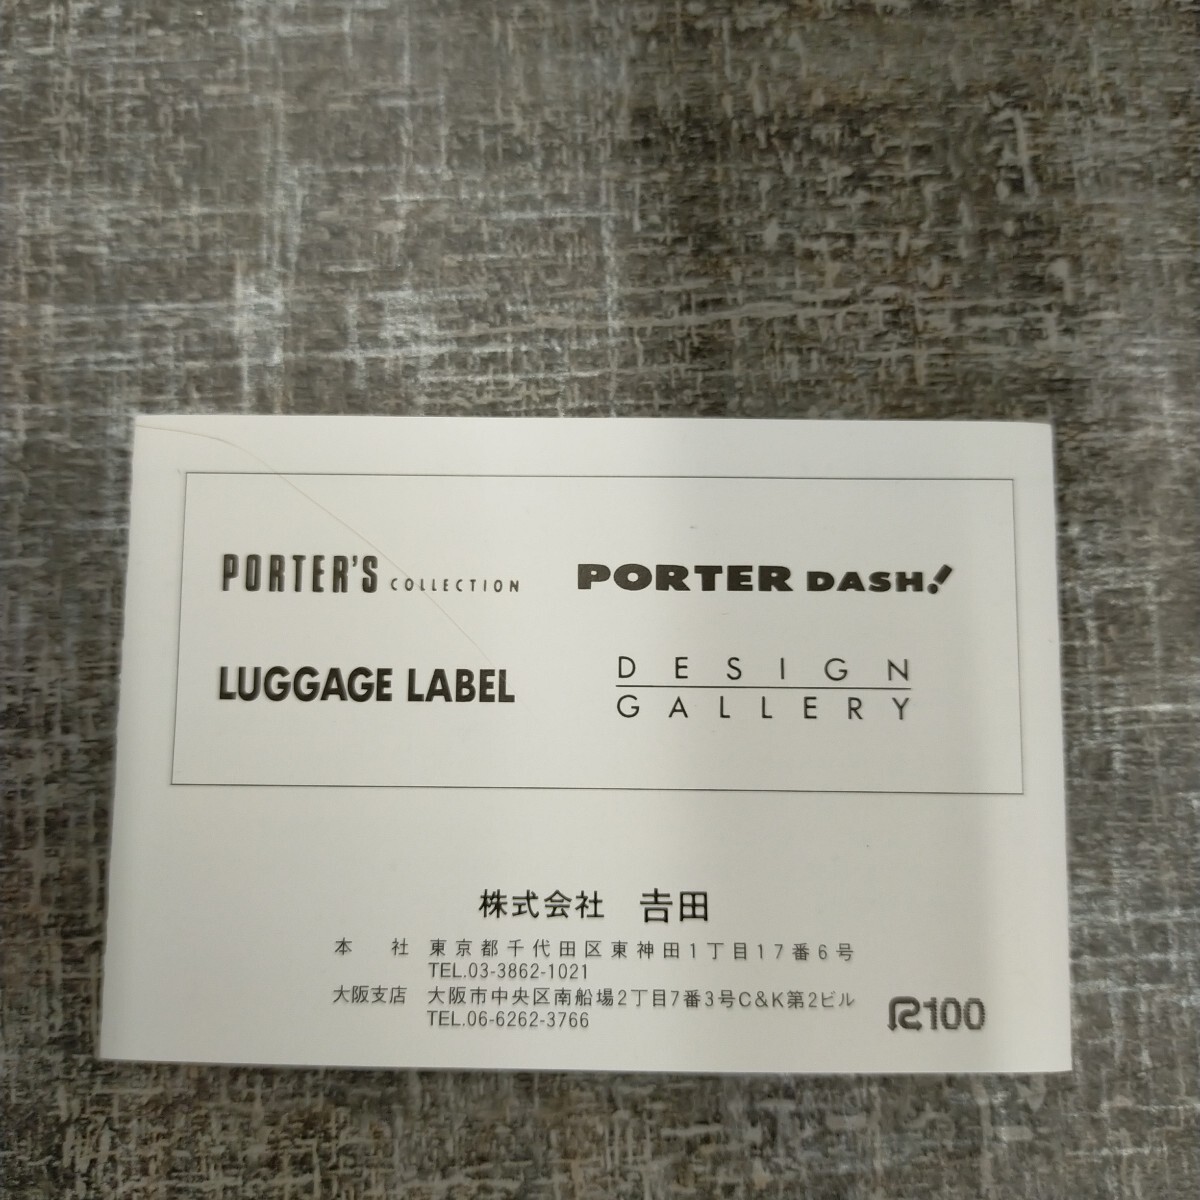 PORTER'S COLLECTION
PORTER DASH!
LUGGAGE LABEL
DESIGN
GALLERY
株式会社 𠮷田
本 社 東京都千代田区東神田1丁目17番6号
TEL.03-3862-1021
大阪支店 大阪市中央区南船場2丁目7番3号C&K第2ビル
TEL.06-6262-3766
R100